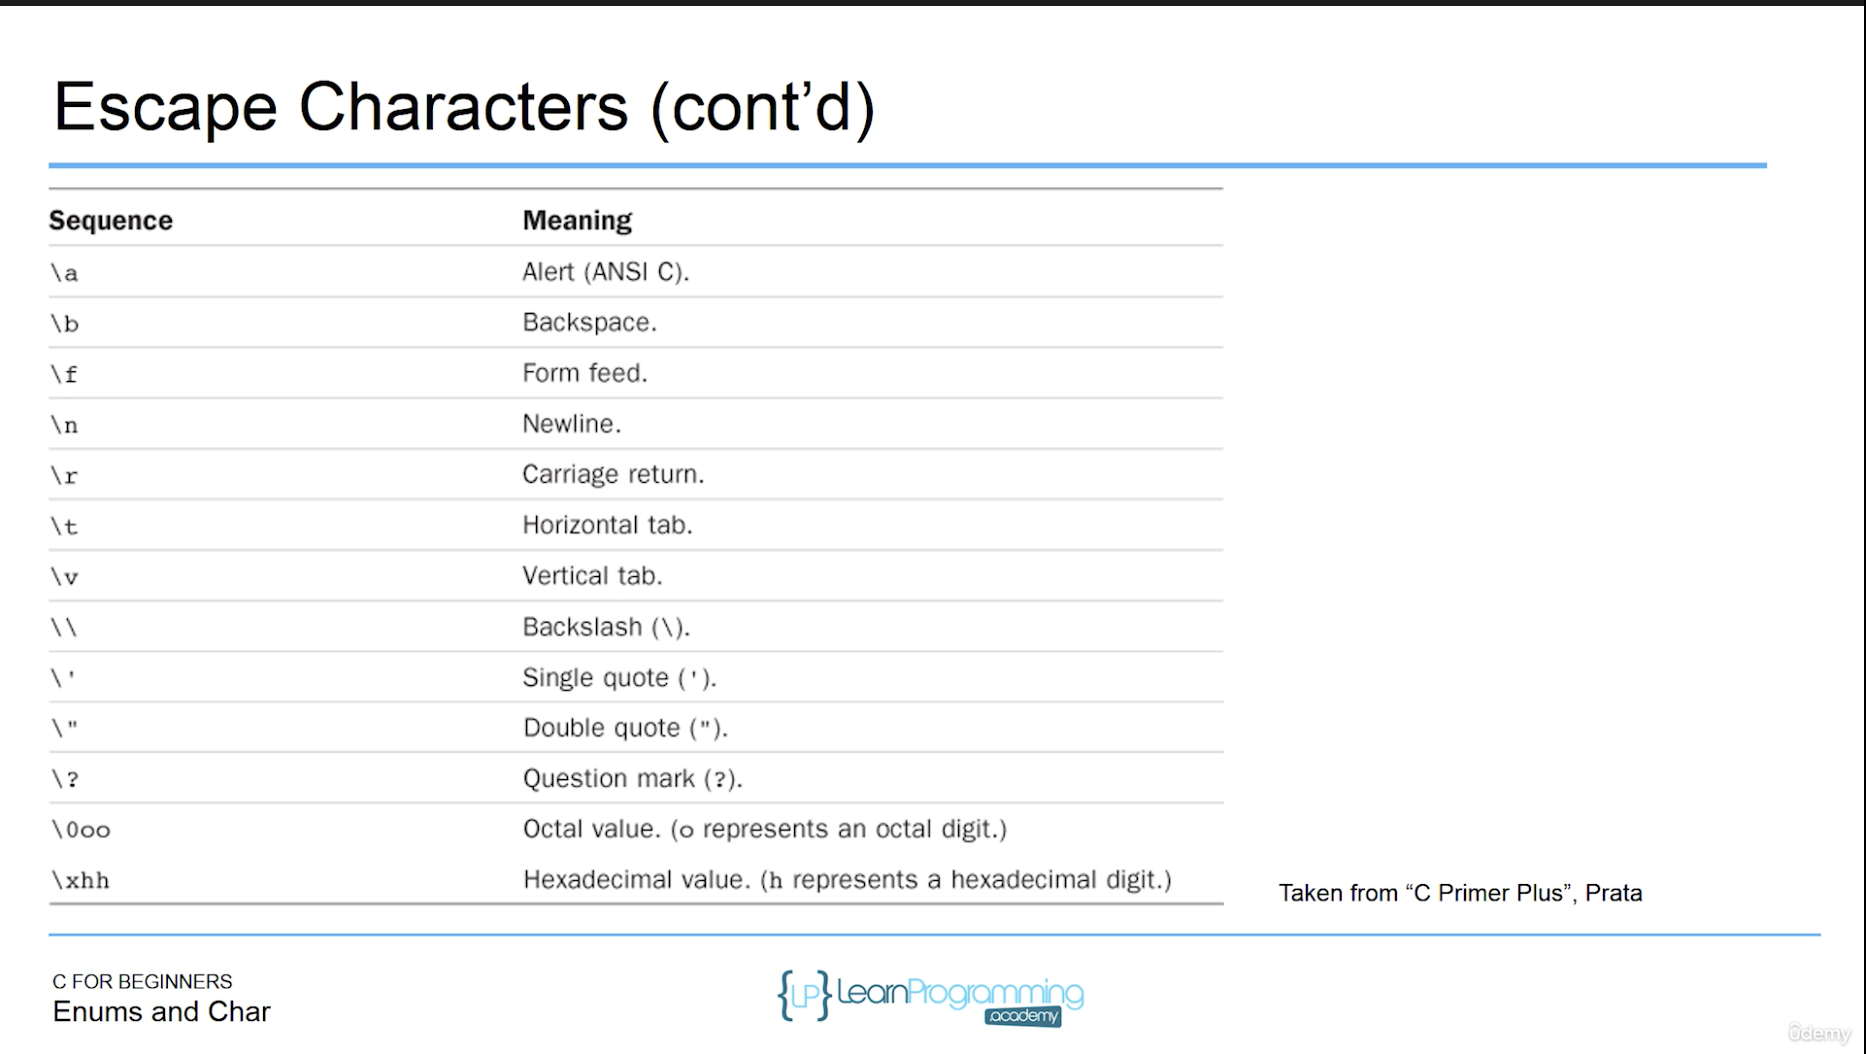 Escape Characters (cont’d)
Sequence Meaning
\a Alert (ANSI C).
\b Backspace.
\f Form feed.
\n Newline.
\r Carriage return.
\t Horizontal tab.
\v Vertical tab.
\\ Backslash (\).
\' Single quote (').
\" Double quote (").
\? Question mark (?).
\0oo Octal value. (o represents an octal digit.)
\xhh Hexadecimal value. (h represents a hexadecimal digit.)
Taken from “C Primer Plus”, Prata
C FOR BEGINNERS
Enums and Char
{LP} LearnProgramming
.academy
ûdemy